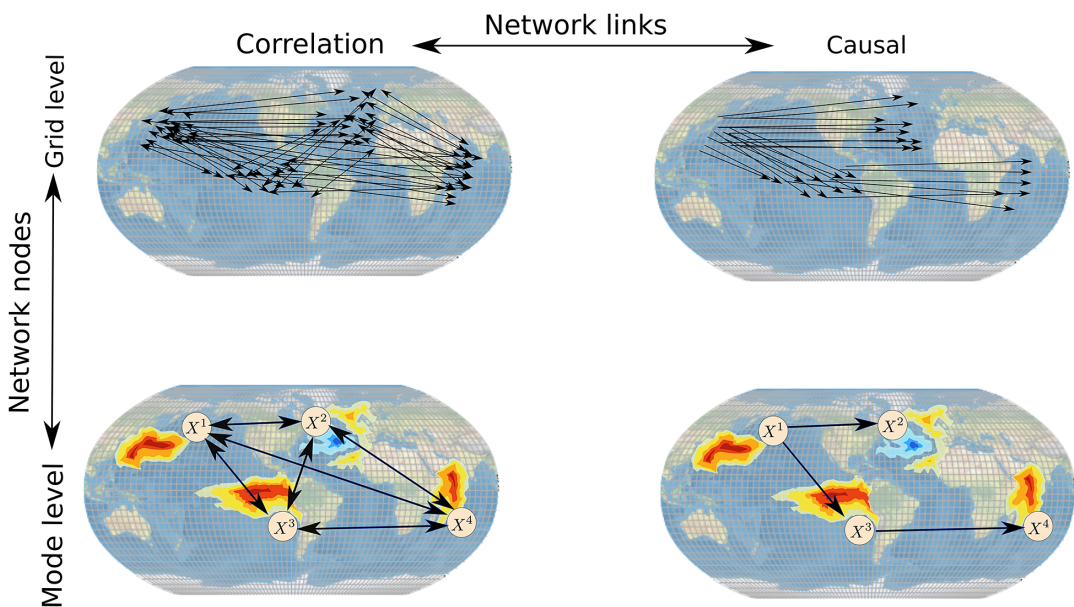 Network links
Correlation
Causal
Grid level
Network nodes
Mode level
X¹
X²
X³
X⁴
X¹
X²
X³
X⁴